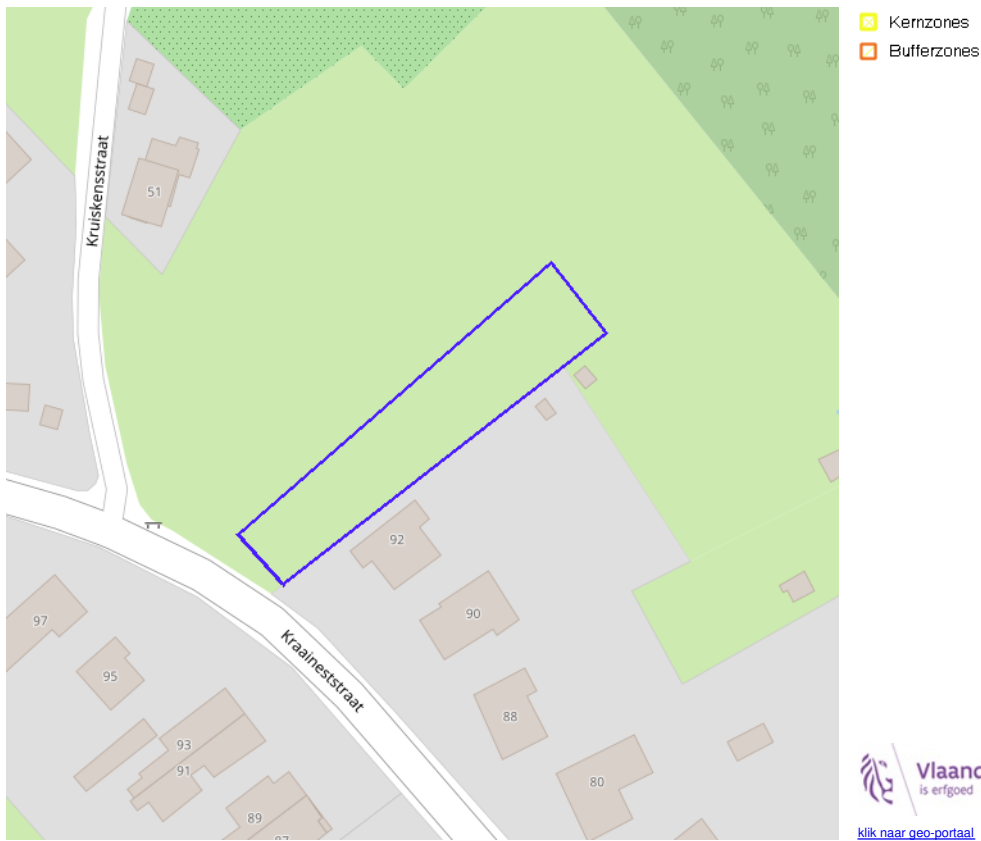 Kernzones
Bufferzones
Kruiskensstraat
51
92
90
97
Kraaineststraat
95
88
93
91
80
89
87
Vlaand
is erfgoed
klik naar geo-portaal